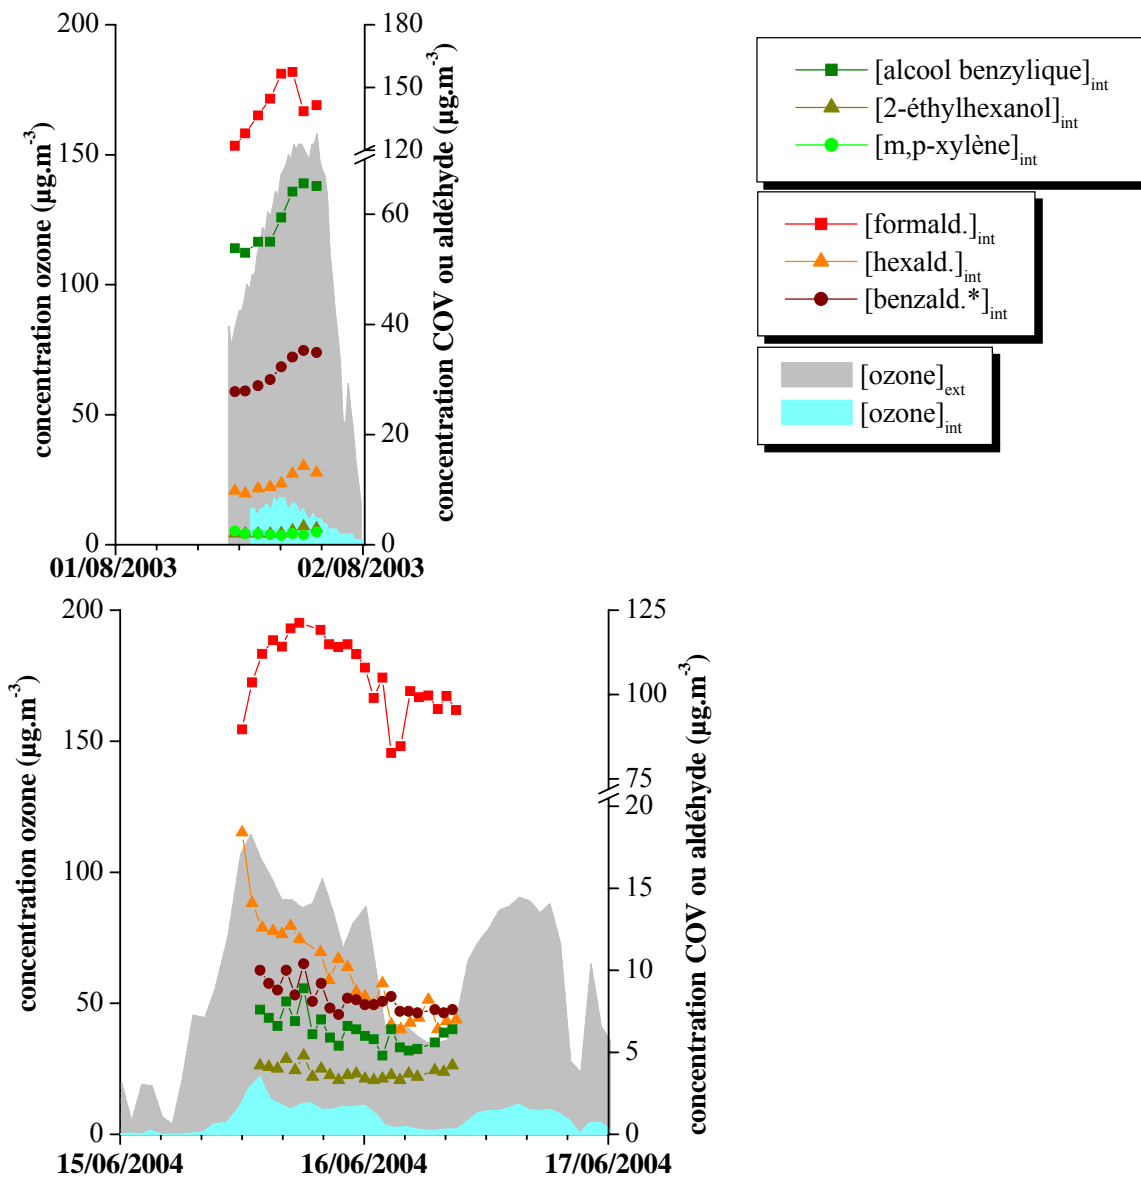 200
150
100
50
0
concentration ozone (µg.m-3)
180
150
120
60
40
20
0
concentration COV ou aldéhyde (µg.m-3)
01/08/2003
02/08/2003
[alcool benzylique]int
[2-éthylhexanol]int
[m,p-xylène]int
[formald.]int
[hexald.]int
[benzald.*]int
[ozone]ext
[ozone]int
200
150
100
50
0
concentration ozone (µg.m-3)
125
100
75
20
15
10
5
0
concentration COV ou aldéhyde (µg.m-3)
15/06/2004
16/06/2004
17/06/2004